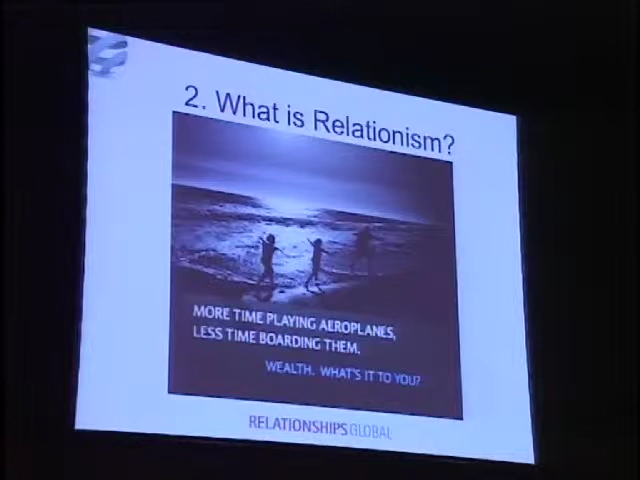 2. What is Relationism?
MORE TIME PLAYING AEROPLANES,
LESS TIME BOARDING THEM.
WEALTH. WHAT'S IT TO YOU?
RELATIONSHIPS GLOBAL